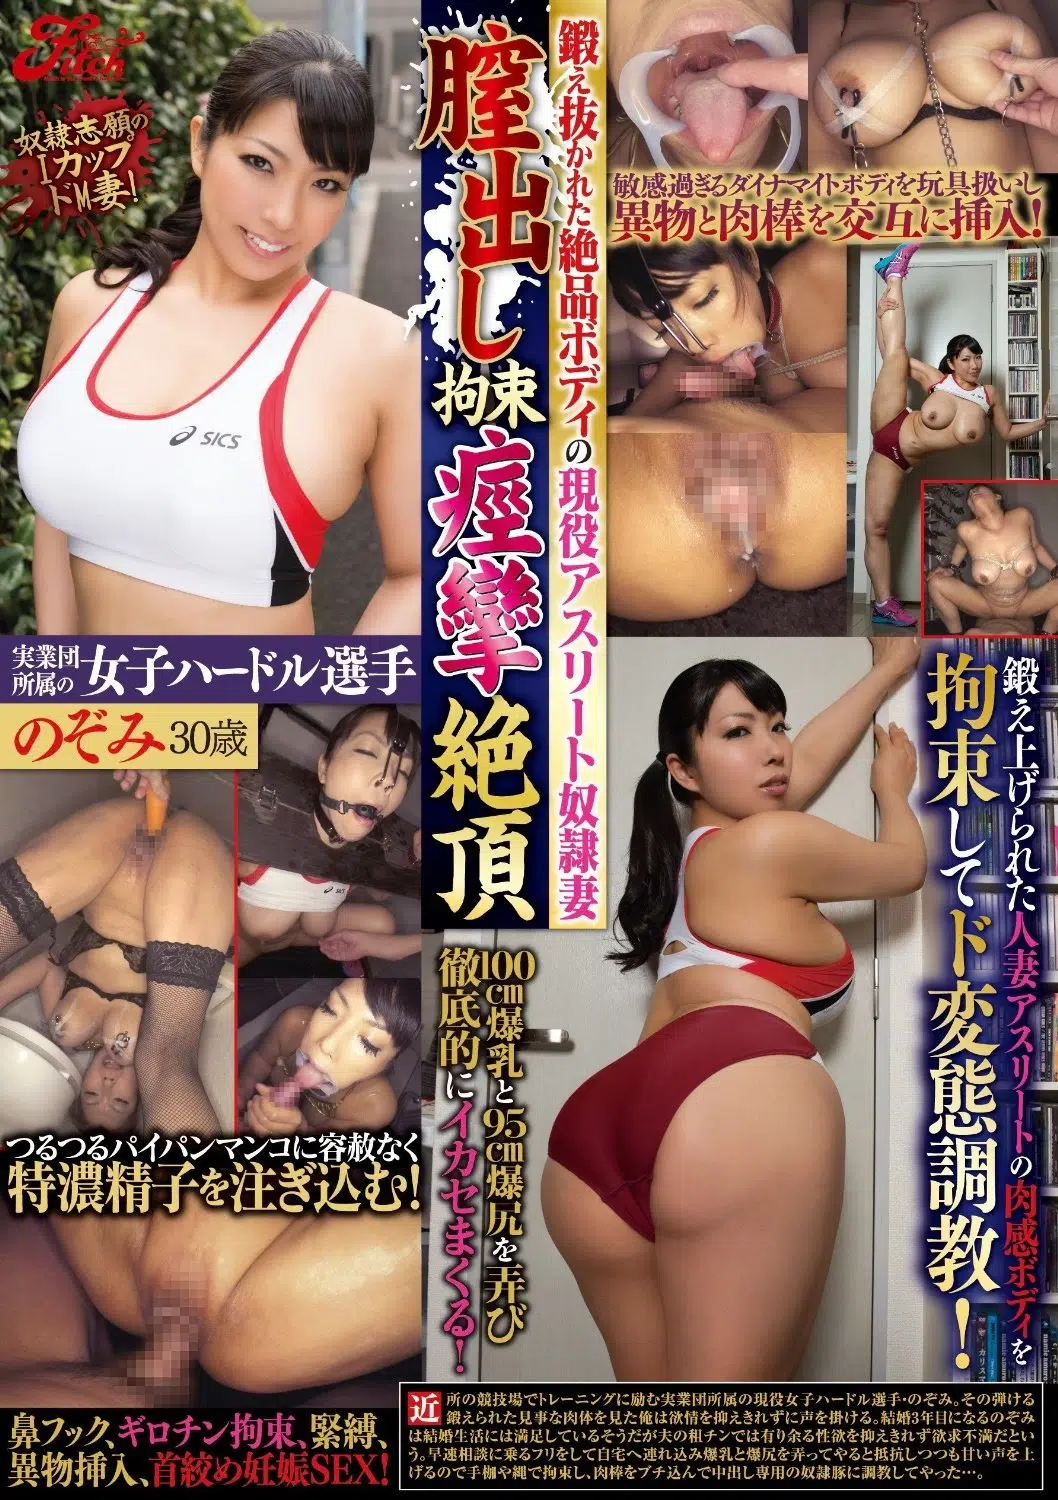 Fitch
奴隷志願の
Iカップ
ドM妻!
鍛え抜かれた絶品ボディの現役アスリート奴隷妻
膣出し拘束痙攣絶頂
敏感過ぎるダイナマイトボディを玩具扱いし
異物と肉棒を交互に挿入!
asics
実業団
所属の
女子ハードル選手
のぞみ 30歳
鍛え上げられた人妻アスリートの肉感ボディを
拘束してド変態調教!
100cm爆乳と95cm爆尻を弄び
徹底的にイカセまくる!
つるつるパイパンマンコに容赦なく
特濃精子を注ぎ込む!
鼻フック、ギロチン拘束、緊縛、
異物挿入、首絞め妊娠SEX!
近所の競技場でトレーニングに励む実業団所属の現役女子ハードル選手・のぞみ。その弾ける
鍛えられた見事な肉体を見た俺は欲情を抑えきれずに声を掛ける。結婚3年目になるのぞみ
は結婚生活には満足しているそうだが夫の租チンでは有り余る性欲を抑えきれず欲求不満だとい
う。早速相談に乗るフリをして自宅へ連れ込み爆乳と爆尻を弄ってやると抵抗しつつも甘い声を上
げるので手枷や縄で拘束し、肉棒をブチ込んで中出し専用の奴隷豚に調教してやった…。